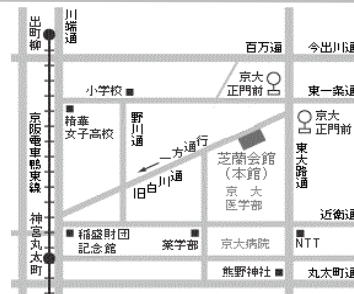 出町柳
川端通
百万遍
今出川通
京大
正門前
小学校
東一条通
精華
女子高校
野川通
一方通行
京大
正門前
京阪電車鴨東線
旧白川通
芝蘭会館
(本館)
東大路通
京大
医学部
近衛通
神宮丸太町
稲盛財団
記念館
薬学部
京大病院
NTT
熊野神社
丸太町通